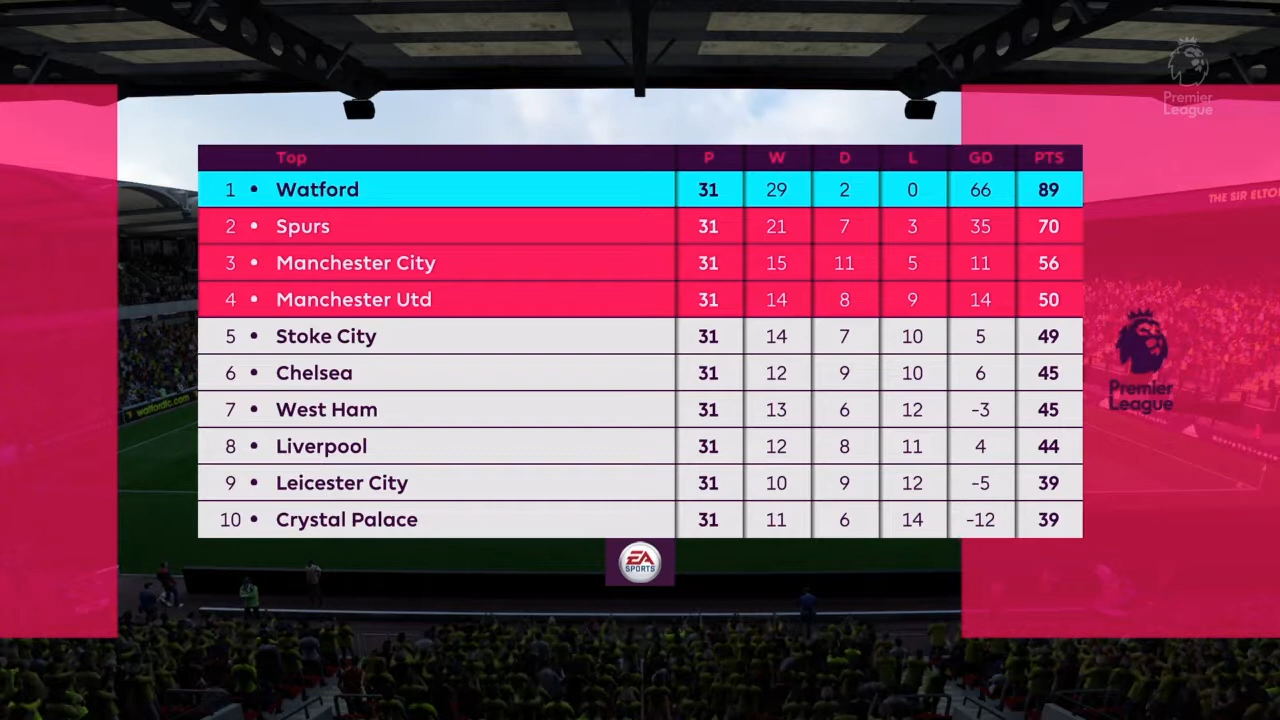 Premier
League
Top P W D L GD PTS
1 • Watford 31 29 2 0 66 89
2 • Spurs 31 21 7 3 35 70
3 • Manchester City 31 15 11 5 11 56
4 • Manchester Utd 31 14 8 9 14 50
5 • Stoke City 31 14 7 10 5 49
6 • Chelsea 31 12 9 10 6 45
7 • West Ham 31 13 6 12 -3 45
8 • Liverpool 31 12 8 11 4 44
9 • Leicester City 31 10 9 12 -5 39
10 • Crystal Palace 31 11 6 14 -12 39
THE SIR ELTO
Premier
League
watfordfc.com
EA
SPORTS